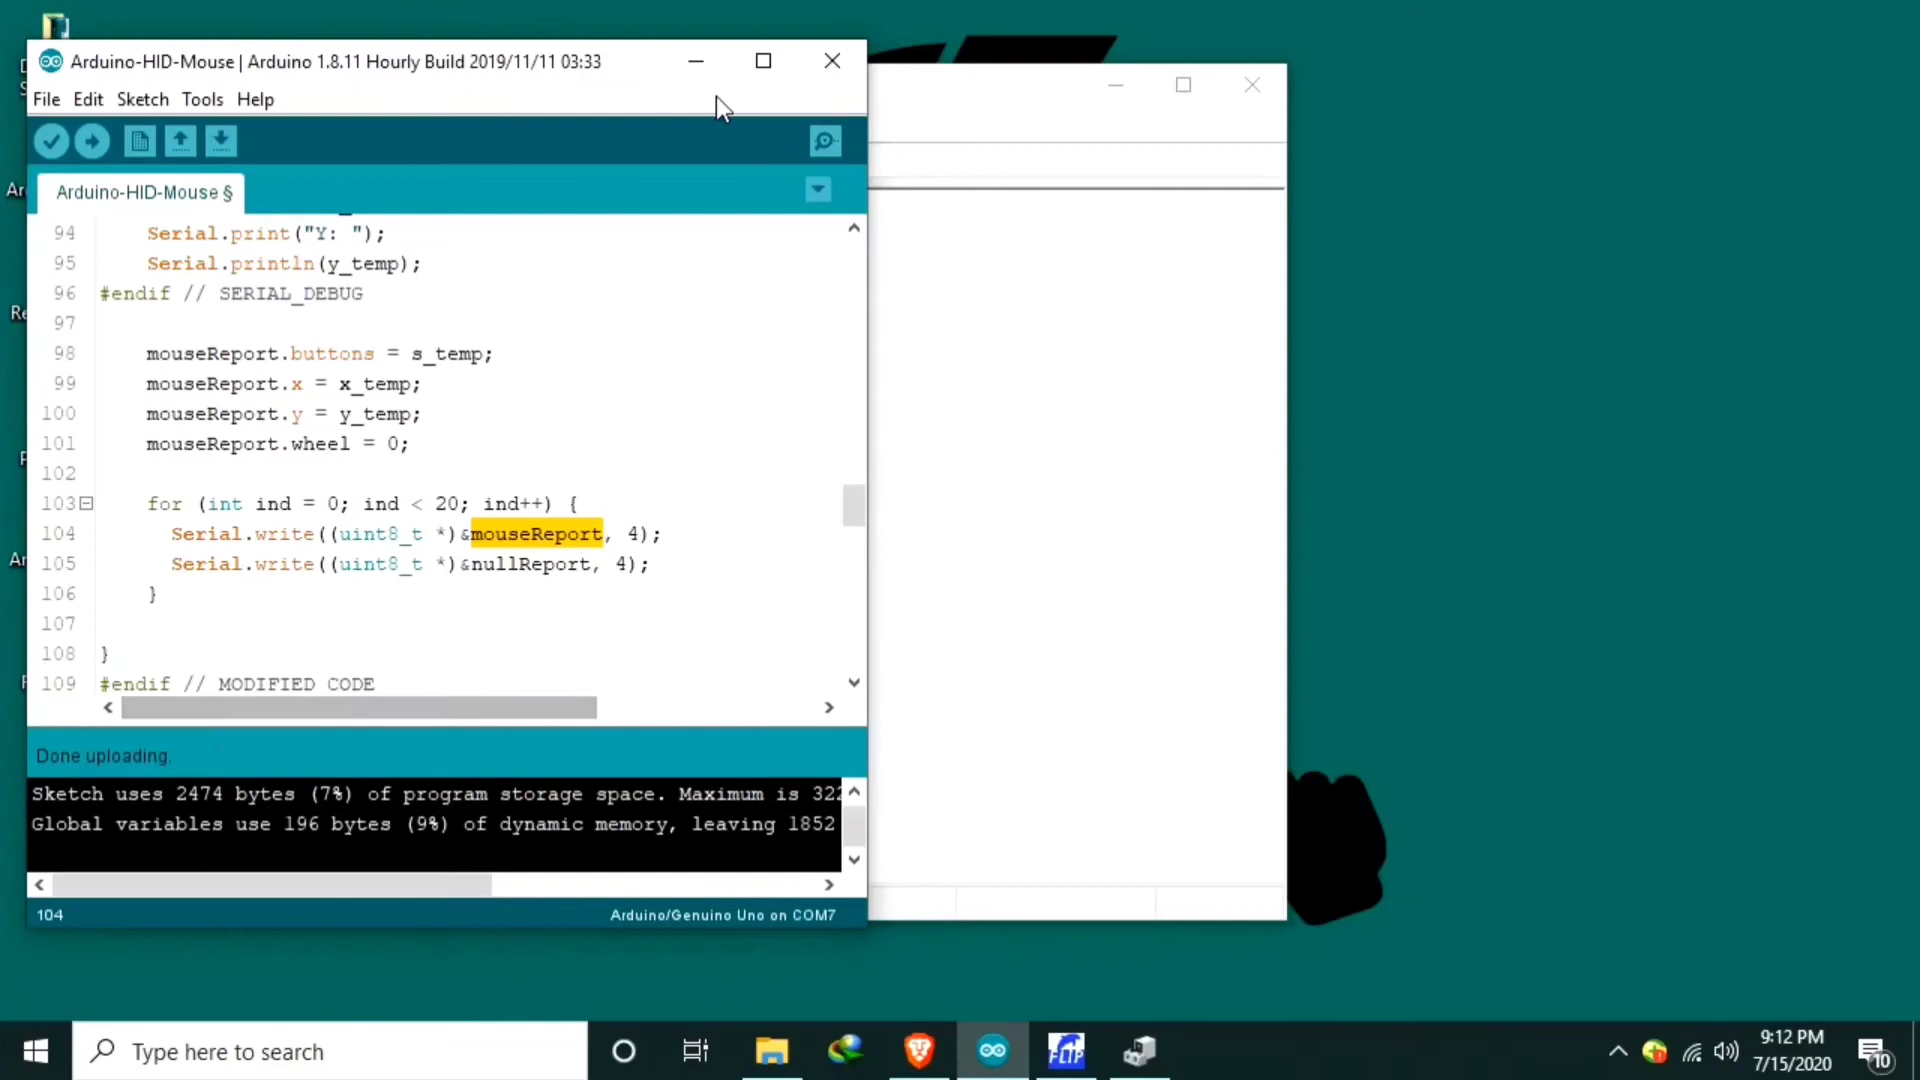 Arduino-HID-Mouse | Arduino 1.8.11 Hourly Build 2019/11/11 03:33
File Edit Sketch Tools Help
Arduino-HID-Mouse §
94 Serial.print("Y: ");
95 Serial.println(y_temp);
96 #endif // SERIAL_DEBUG
97
98 mouseReport.buttons = s_temp;
99 mouseReport.x = x_temp;
100 mouseReport.y = y_temp;
101 mouseReport.wheel = 0;
102
103 for (int ind = 0; ind < 20; ind++) {
104 Serial.write((uint8_t *)&mouseReport, 4);
105 Serial.write((uint8_t *)&nullReport, 4);
106 }
107
108 }
109 #endif // MODIFIED CODE
Done uploading.
Sketch uses 2474 bytes (7%) of program storage space. Maximum is 322
Global variables use 196 bytes (9%) of dynamic memory, leaving 1852
104 Arduino/Genuino Uno on COM7
Type here to search
FLIP
9:12 PM
7/15/2020
10